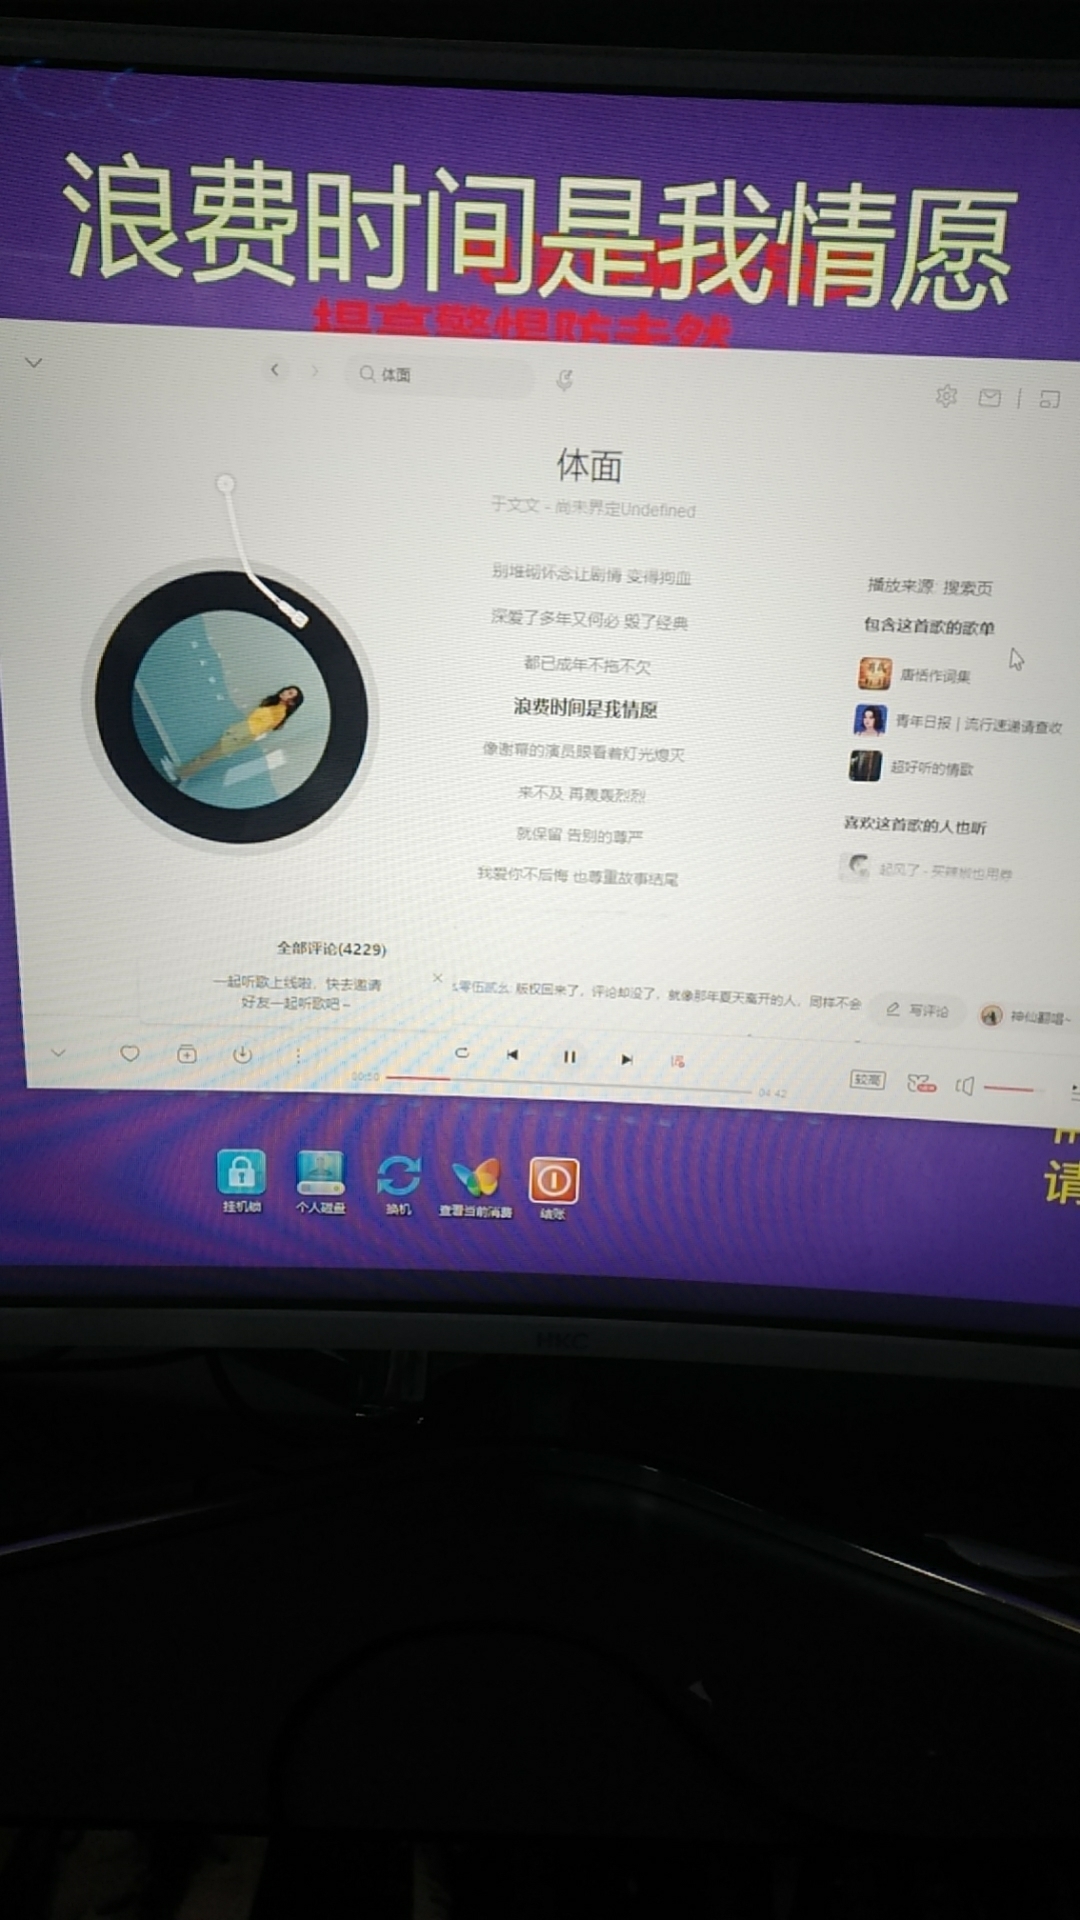 浪费时间是我情愿
提高警惕防未然
体面
体面
于文文 - 尚未界定Undefined
别堆砌怀念让剧情 变得狗血
深爱了多年又何必 毁了经典
都已成年不拖不欠
浪费时间是我情愿
像谢幕的演员眼看着灯光熄灭
来不及 再轰轰烈烈
就保留 告别的尊严
我爱你不后悔 也尊重故事结尾
播放来源: 搜索页
包含这首歌的歌单
唐恬作词集
青年日报 | 流行速递请查收
超好听的情歌
喜欢这首歌的人也听
起风了 - 买辣椒也用券
全部评论(4229)
一起听歌上线啦，快去邀请
好友一起听歌吧~
零伍贰幺: 版权回来了，评论却没了，就像那年夏天离开的人，同样不会
写评论
神仙翻唱~
00:50
04:42
较高
挂机锁
个人磁盘
换机
查看当前消费
结账
请
HKC